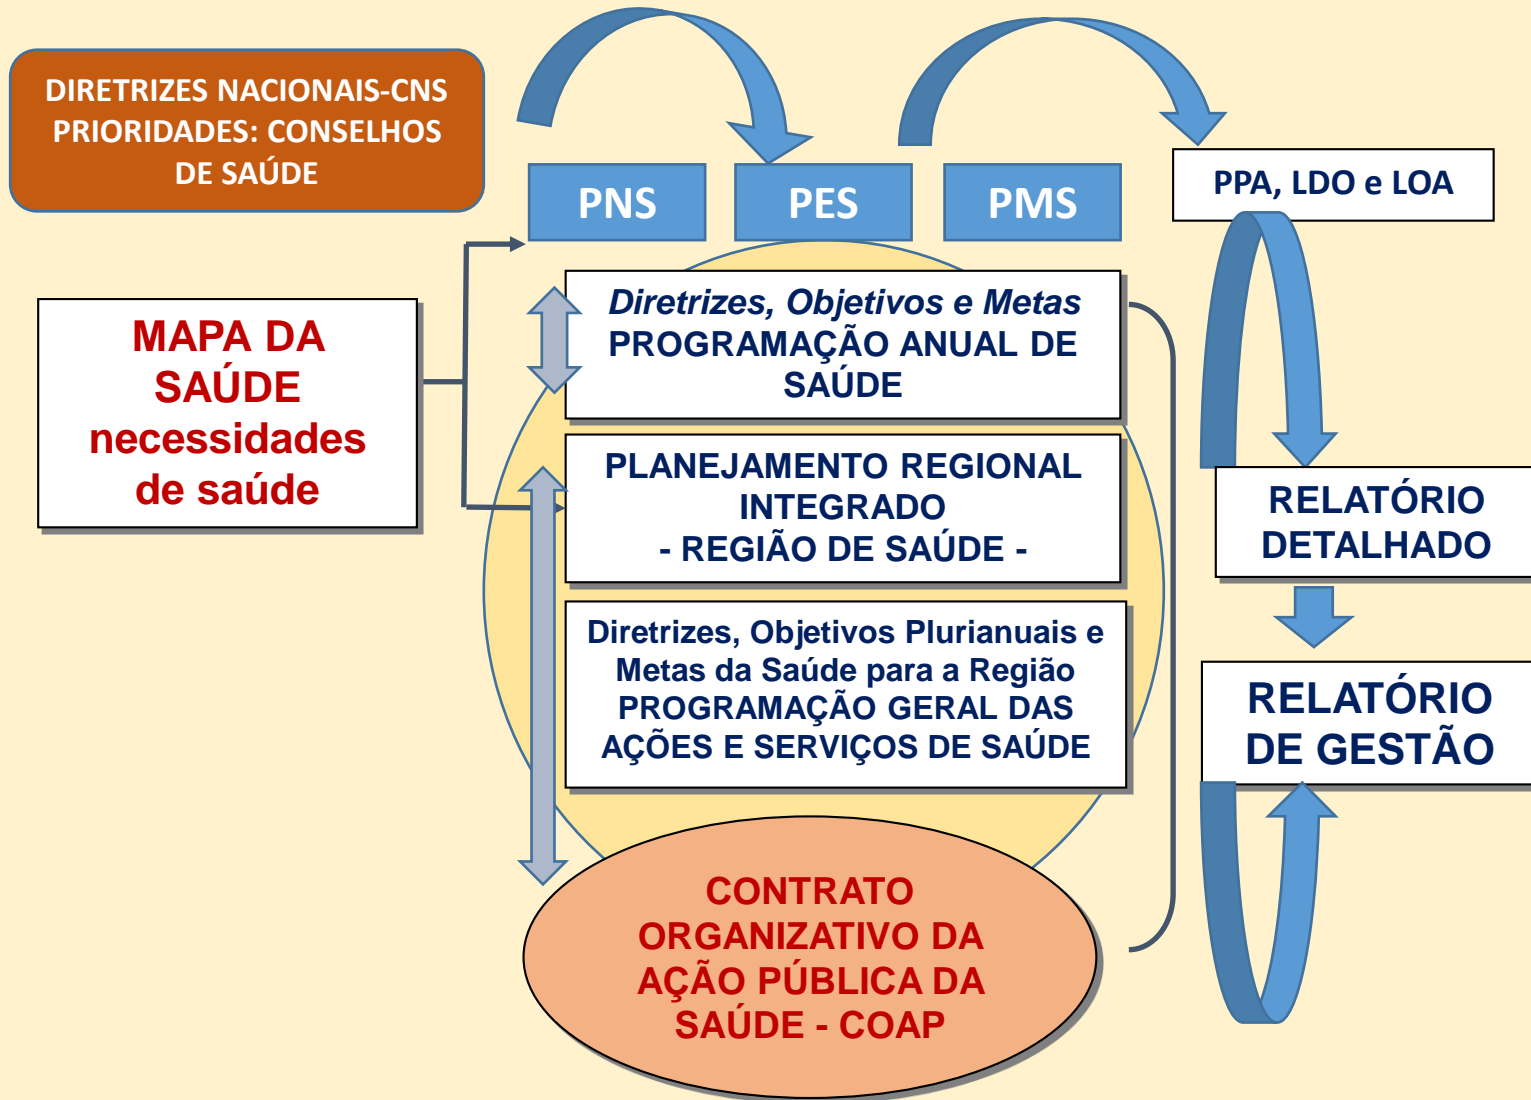 DIRETRIZES NACIONAIS-CNS
PRIORIDADES: CONSELHOS
DE SAÚDE
PNS
PES
PMS
PPA, LDO e LOA
MAPA DA
SAÚDE
necessidades
de saúde
Diretrizes, Objetivos e Metas
PROGRAMAÇÃO ANUAL DE
SAÚDE
PLANEJAMENTO REGIONAL
INTEGRADO
- REGIÃO DE SAÚDE -
Diretrizes, Objetivos Plurianuais e
Metas da Saúde para a Região
PROGRAMAÇÃO GERAL DAS
AÇÕES E SERVIÇOS DE SAÚDE
CONTRATO
ORGANIZATIVO DA
AÇÃO PÚBLICA DA
SAÚDE - COAP
RELATÓRIO
DETALHADO
RELATÓRIO
DE GESTÃO